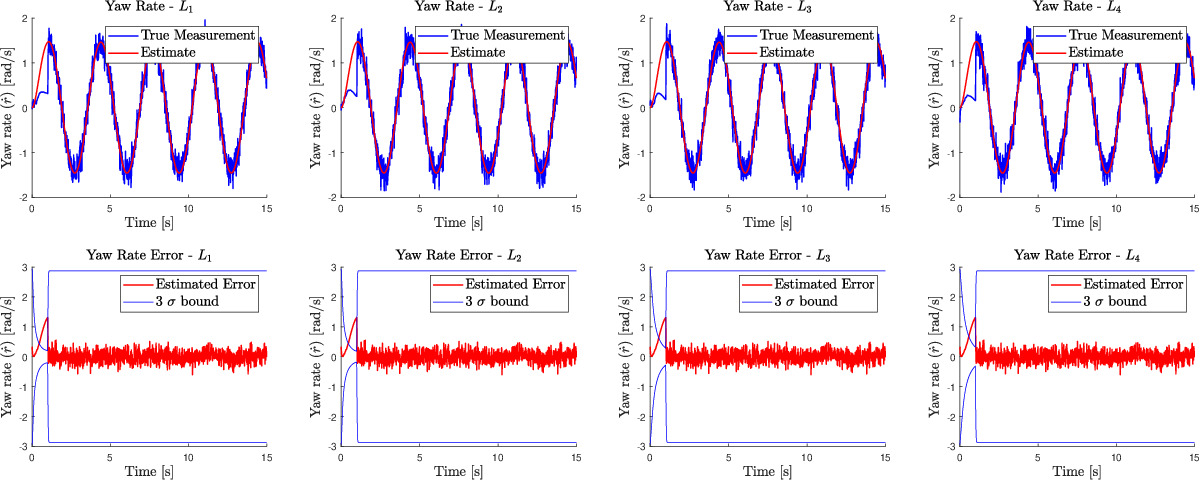 Yaw Rate - L₁
True Measurement
Estimate
Yaw rate (ṙ) [rad/s]
2
1
0
-1
-2
0
5
10
15
Time [s]
Yaw Rate - L₂
True Measurement
Estimate
Yaw rate (ṙ) [rad/s]
2
1
0
-1
-2
0
5
10
15
Time [s]
Yaw Rate - L₃
True Measurement
Estimate
Yaw rate (ṙ) [rad/s]
2
1
0
-1
-2
0
5
10
15
Time [s]
Yaw Rate - L₄
True Measurement
Estimate
Yaw rate (ṙ) [rad/s]
2
1
0
-1
-2
0
5
10
15
Time [s]
Yaw Rate Error - L₁
Estimated Error
3 σ bound
Yaw rate (ṙ) [rad/s]
3
2
1
0
-1
-2
-3
0
5
10
15
Time [s]
Yaw Rate Error - L₂
Estimated Error
3 σ bound
Yaw rate (ṙ) [rad/s]
3
2
1
0
-1
-2
-3
0
5
10
15
Time [s]
Yaw Rate Error - L₃
Estimated Error
3 σ bound
Yaw rate (ṙ) [rad/s]
3
2
1
0
-1
-2
-3
0
5
10
15
Time [s]
Yaw Rate Error - L₄
Estimated Error
3 σ bound
Yaw rate (ṙ) [rad/s]
3
2
1
0
-1
-2
-3
0
5
10
15
Time [s]